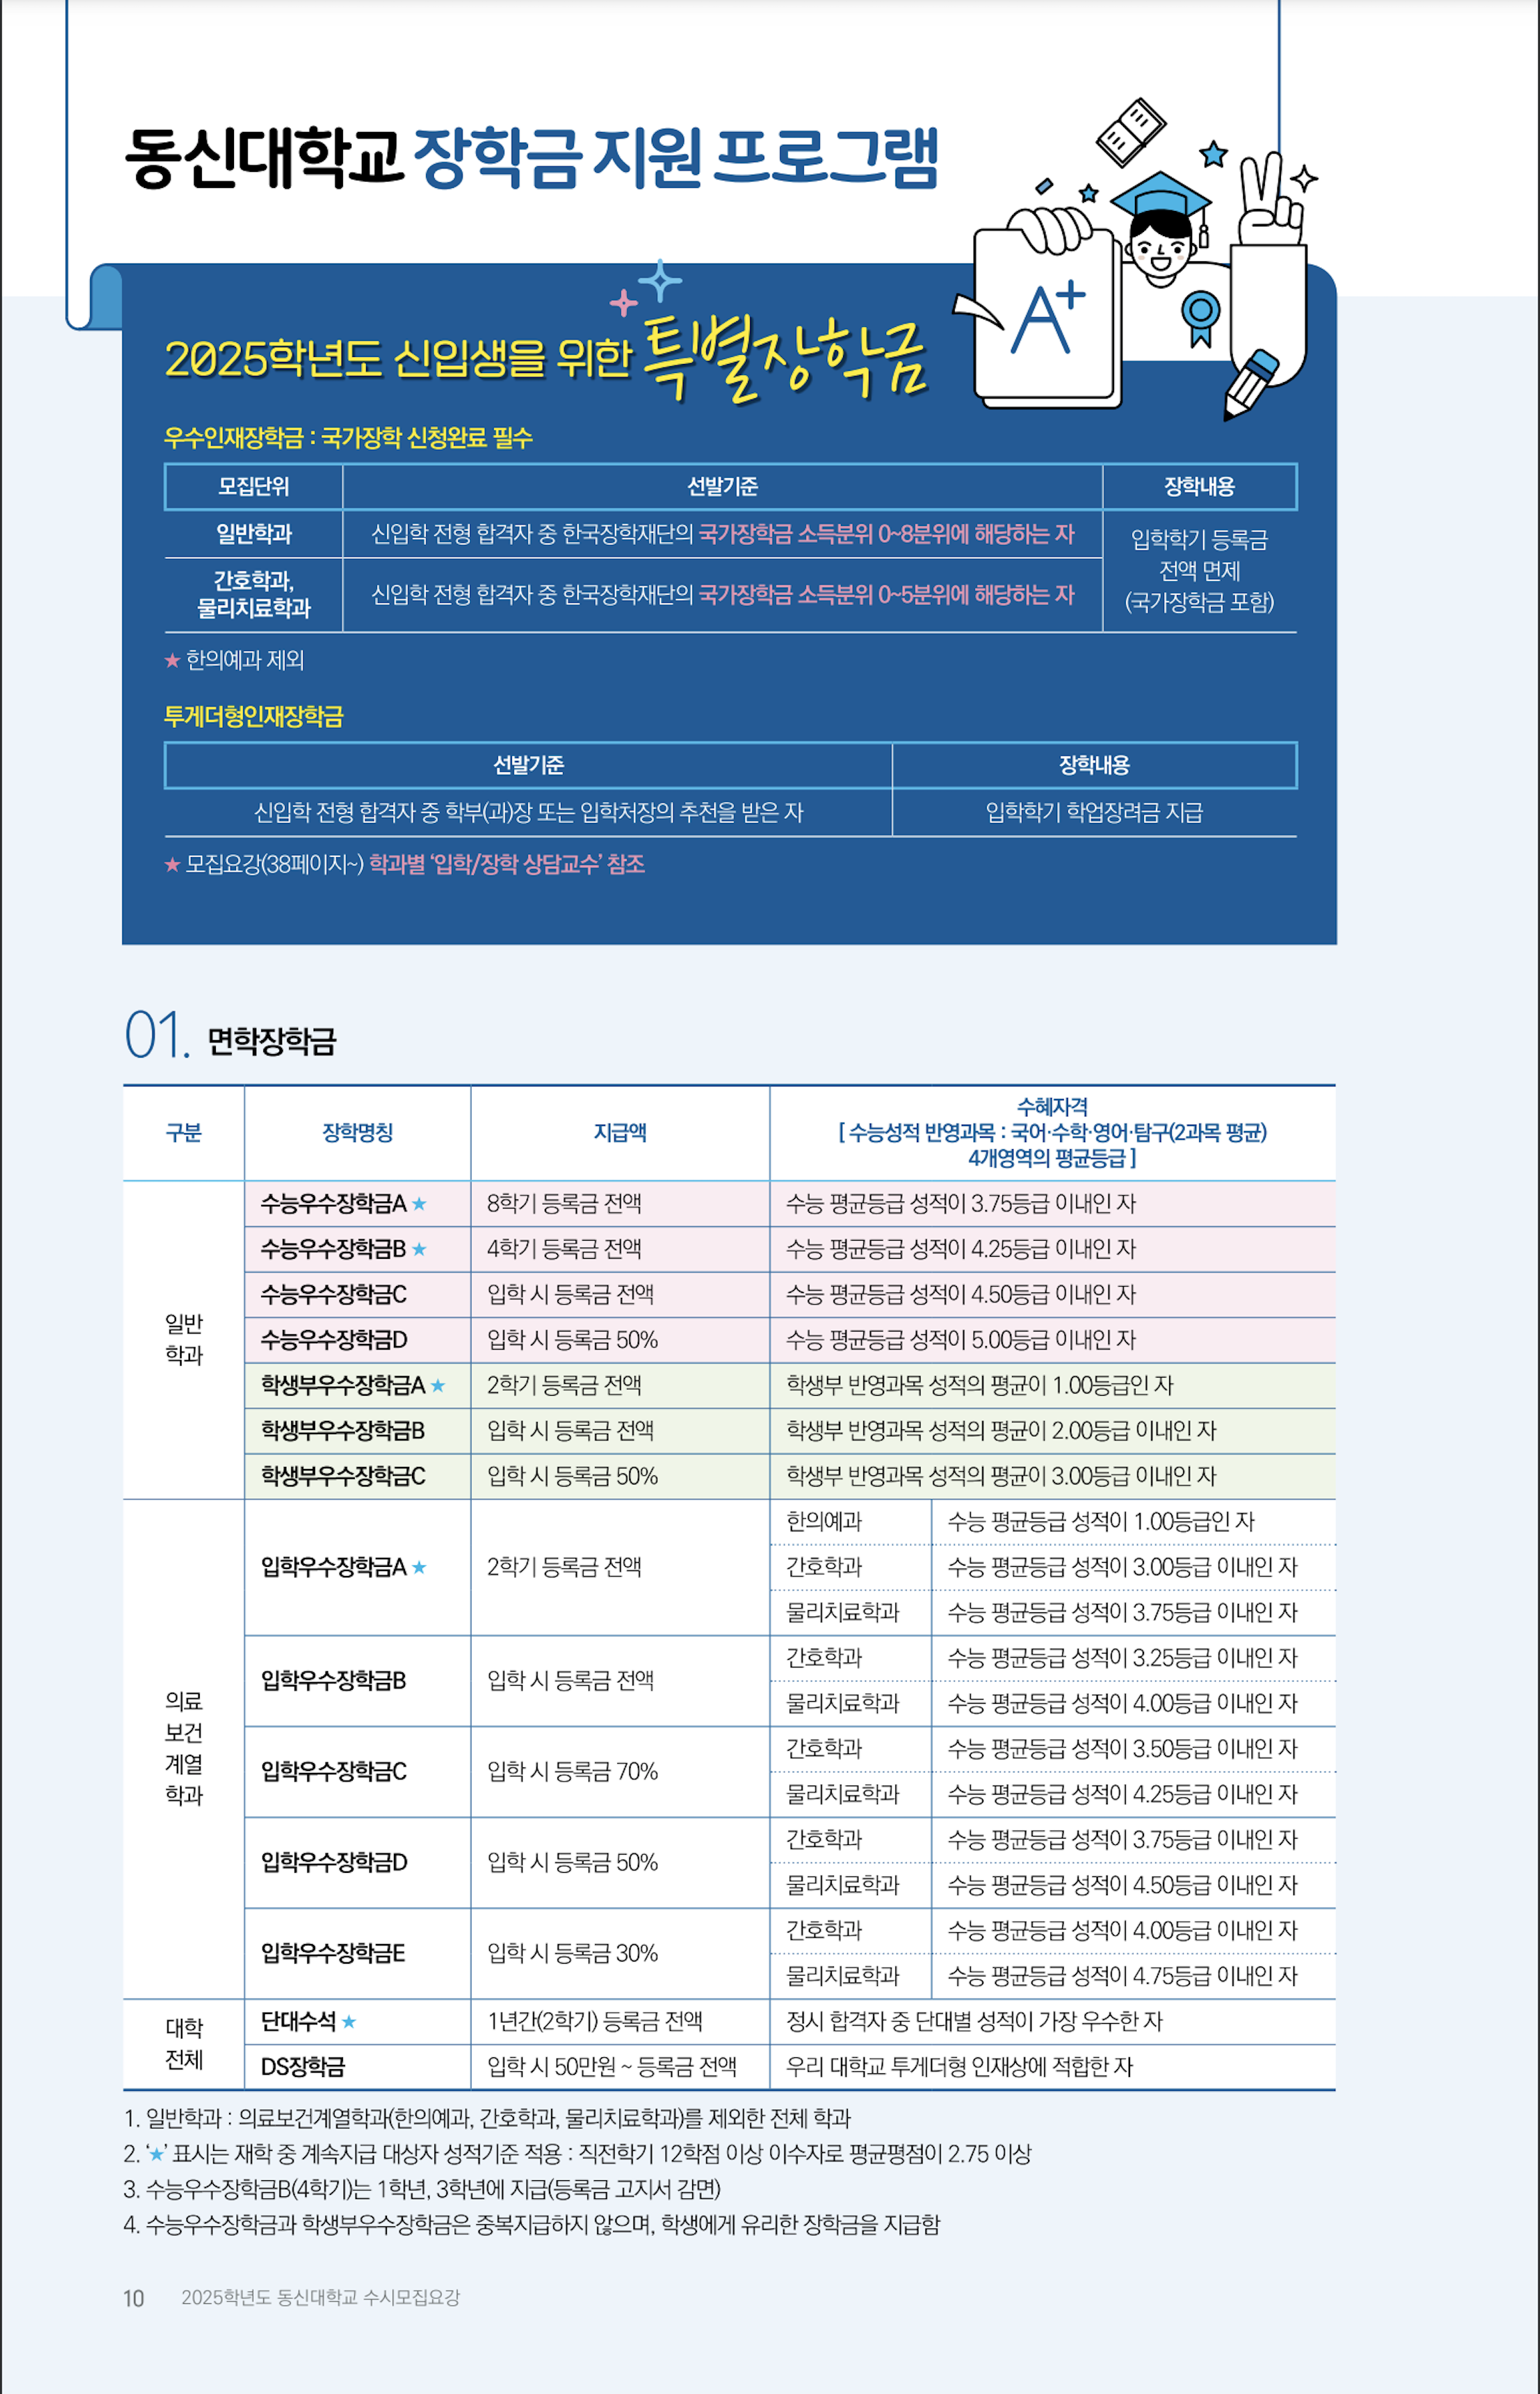 동신대학교 장학금 지원 프로그램
A+
2025학년도 신입생을 위한 특별장학금
우수인재장학금 : 국가장학 신청완료 필수
모집단위 선발기준 장학내용
일반학과 신입학 전형 합격자 중 한국장학재단의 국가장학금 소득분위 0~8분위에 해당하는 자
간호학과,
물리치료학과 신입학 전형 합격자 중 한국장학재단의 국가장학금 소득분위 0~5분위에 해당하는 자
입학학기 등록금
전액 면제
(국가장학금 포함)
★ 한의예과 제외
투게더형인재장학금
선발기준 장학내용
신입학 전형 합격자 중 학부(과)장 또는 입학처장의 추천을 받은 자 입학학기 학업장려금 지급
★ 모집요강(38페이지~) 학과별 ‘입학/장학 상담교수’ 참조
01. 면학장학금
구분 장학명칭 지급액 수혜자격
[ 수능성적 반영과목 : 국어·수학·영어·탐구(2과목 평균)
4개영역의 평균등급 ]
일반
학과
수능우수장학금A ★ 8학기 등록금 전액 수능 평균등급 성적이 3.75등급 이내인 자
수능우수장학금B ★ 4학기 등록금 전액 수능 평균등급 성적이 4.25등급 이내인 자
수능우수장학금C 입학 시 등록금 전액 수능 평균등급 성적이 4.50등급 이내인 자
수능우수장학금D 입학 시 등록금 50% 수능 평균등급 성적이 5.00등급 이내인 자
학생부우수장학금A ★ 2학기 등록금 전액 학생부 반영과목 성적의 평균이 1.00등급인 자
학생부우수장학금B 입학 시 등록금 전액 학생부 반영과목 성적의 평균이 2.00등급 이내인 자
학생부우수장학금C 입학 시 등록금 50% 학생부 반영과목 성적의 평균이 3.00등급 이내인 자
의료
보건
계열
학과
입학우수장학금A ★ 2학기 등록금 전액
한의예과 수능 평균등급 성적이 1.00등급인 자
간호학과 수능 평균등급 성적이 3.00등급 이내인 자
물리치료학과 수능 평균등급 성적이 3.75등급 이내인 자
입학우수장학금B 입학 시 등록금 전액
간호학과 수능 평균등급 성적이 3.25등급 이내인 자
물리치료학과 수능 평균등급 성적이 4.00등급 이내인 자
입학우수장학금C 입학 시 등록금 70%
간호학과 수능 평균등급 성적이 3.50등급 이내인 자
물리치료학과 수능 평균등급 성적이 4.25등급 이내인 자
입학우수장학금D 입학 시 등록금 50%
간호학과 수능 평균등급 성적이 3.75등급 이내인 자
물리치료학과 수능 평균등급 성적이 4.50등급 이내인 자
입학우수장학금E 입학 시 등록금 30%
간호학과 수능 평균등급 성적이 4.00등급 이내인 자
물리치료학과 수능 평균등급 성적이 4.75등급 이내인 자
대학
전체
단대수석 ★ 1년간(2학기) 등록금 전액 정시 합격자 중 단대별 성적이 가장 우수한 자
DS장학금 입학 시 50만원 ~ 등록금 전액 우리 대학교 투게더형 인재상에 적합한 자
1. 일반학과 : 의료보건계열학과(한의예과, 간호학과, 물리치료학과)를 제외한 전체 학과
2. ‘★’ 표시는 재학 중 계속지급 대상자 성적기준 적용 : 직전학기 12학점 이상 이수자로 평균평점이 2.75 이상
3. 수능우수장학금B(4학기)는 1학년, 3학년에 지급(등록금 고지서 감면)
4. 수능우수장학금과 학생부우수장학금은 중복지급하지 않으며, 학생에게 유리한 장학금을 지급함
10 2025학년도 동신대학교 수시모집요강